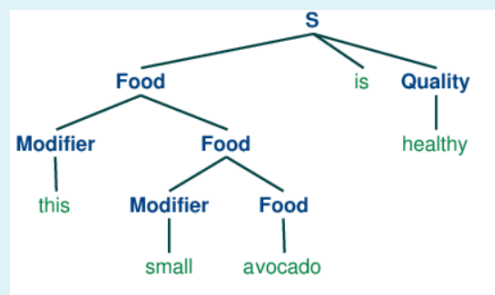 S
Food is Quality
Modifier Food healthy
this Modifier Food
small avocado